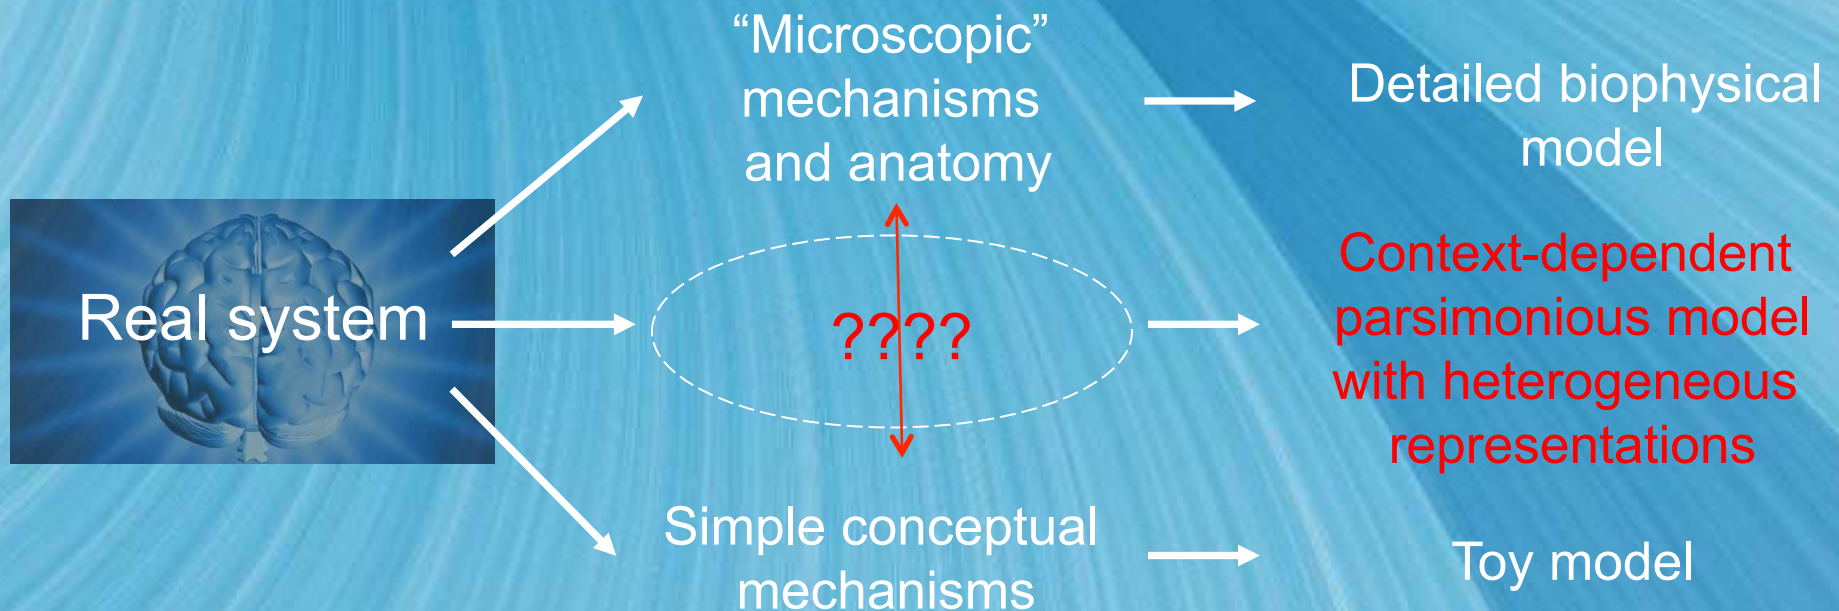 “Microscopic”
mechanisms
and anatomy
Detailed biophysical
model
Real system
????
Context-dependent
parsimonious model
with heterogeneous
representations
Simple conceptual
mechanisms
Toy model